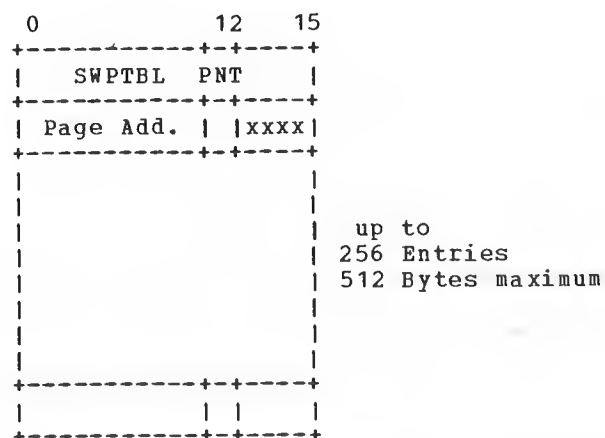 0 12 15
SWPTBL PNT
Page Add. xxxx
up to
256 Entries
512 Bytes maximum